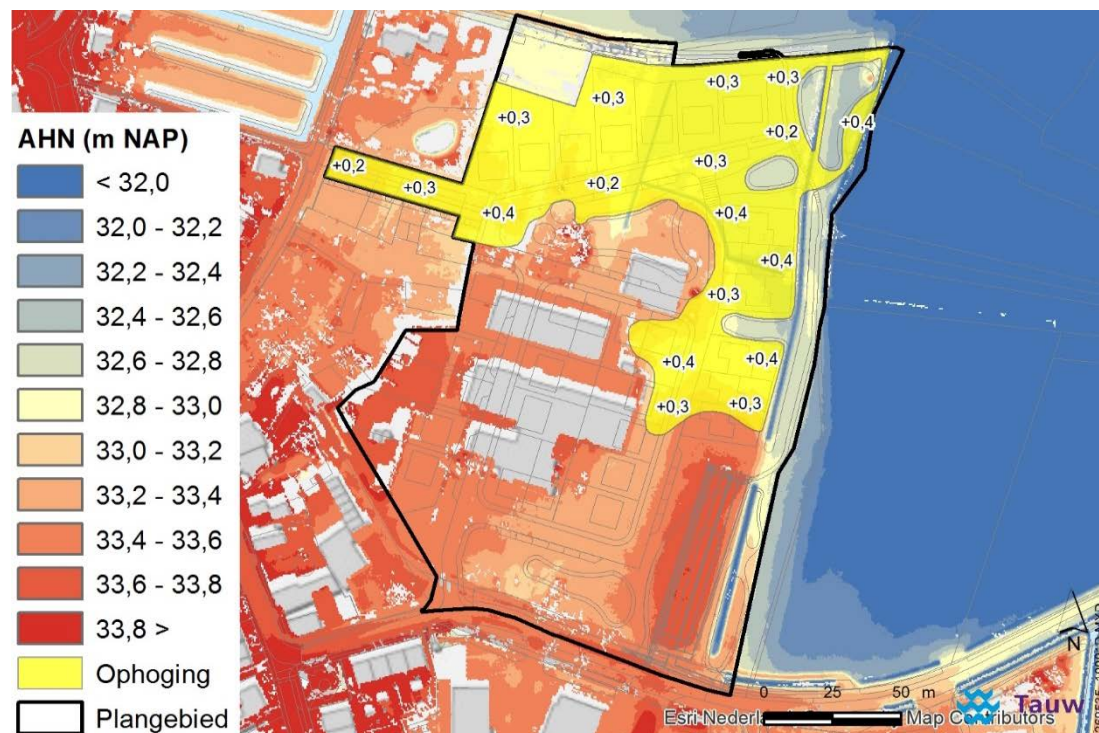 AHN (m NAP)
< 32,0
32,0 - 32,2
32,2 - 32,4
32,4 - 32,6
32,6 - 32,8
32,8 - 33,0
33,0 - 33,2
33,2 - 33,4
33,4 - 33,6
33,6 - 33,8
33,8 >
Ophoging
Plangebied
+0,3
+0,3
+0,3
+0,3
+0,2
+0,4
+0,3
+0,2
+0,3
+0,2
+0,4
+0,4
+0,4
+0,3
+0,4
+0,4
+0,3
+0,3
N
0 25 50 m
Esri Nederla
Map Contributors
Tauw